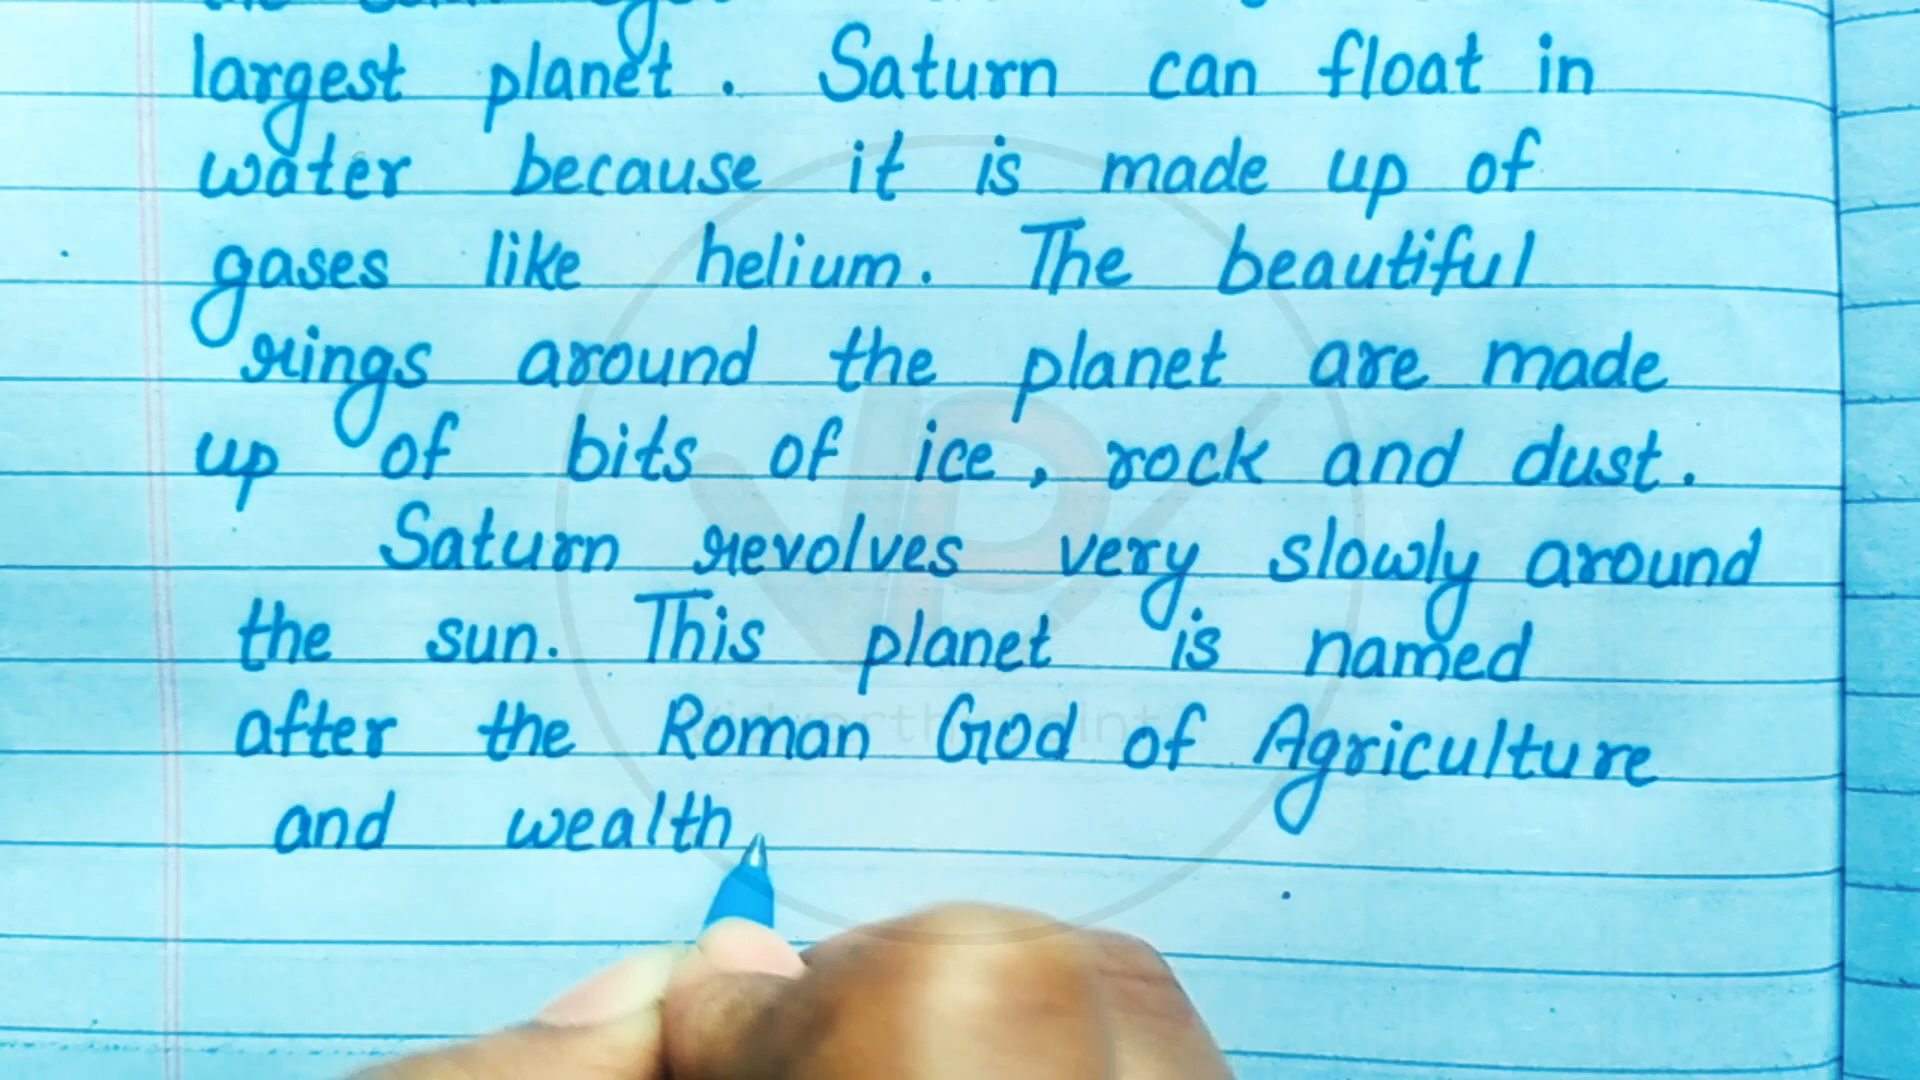 largest planet. Saturn can float in
water because it is made up of
gases like helium. The beautiful
rings around the planet are made
up of bits of ice, rock and dust.
Saturn revolves very slowly around
the sun. This planet is named
after the Roman God of Agriculture
and wealth